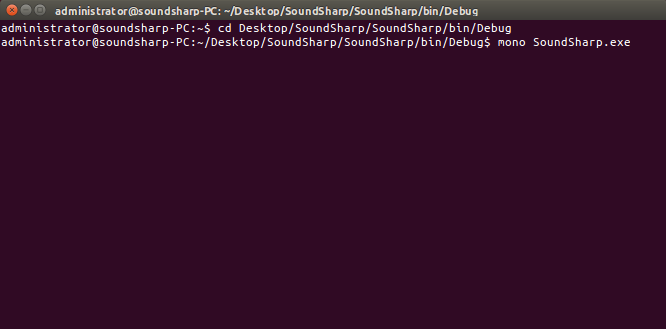 administrator@soundsharp-PC: ~/Desktop/SoundSharp/SoundSharp/bin/Debug
administrator@soundsharp-PC:~$ cd Desktop/SoundSharp/SoundSharp/bin/Debug
administrator@soundsharp-PC:~/Desktop/SoundSharp/SoundSharp/bin/Debug$ mono SoundSharp.exe